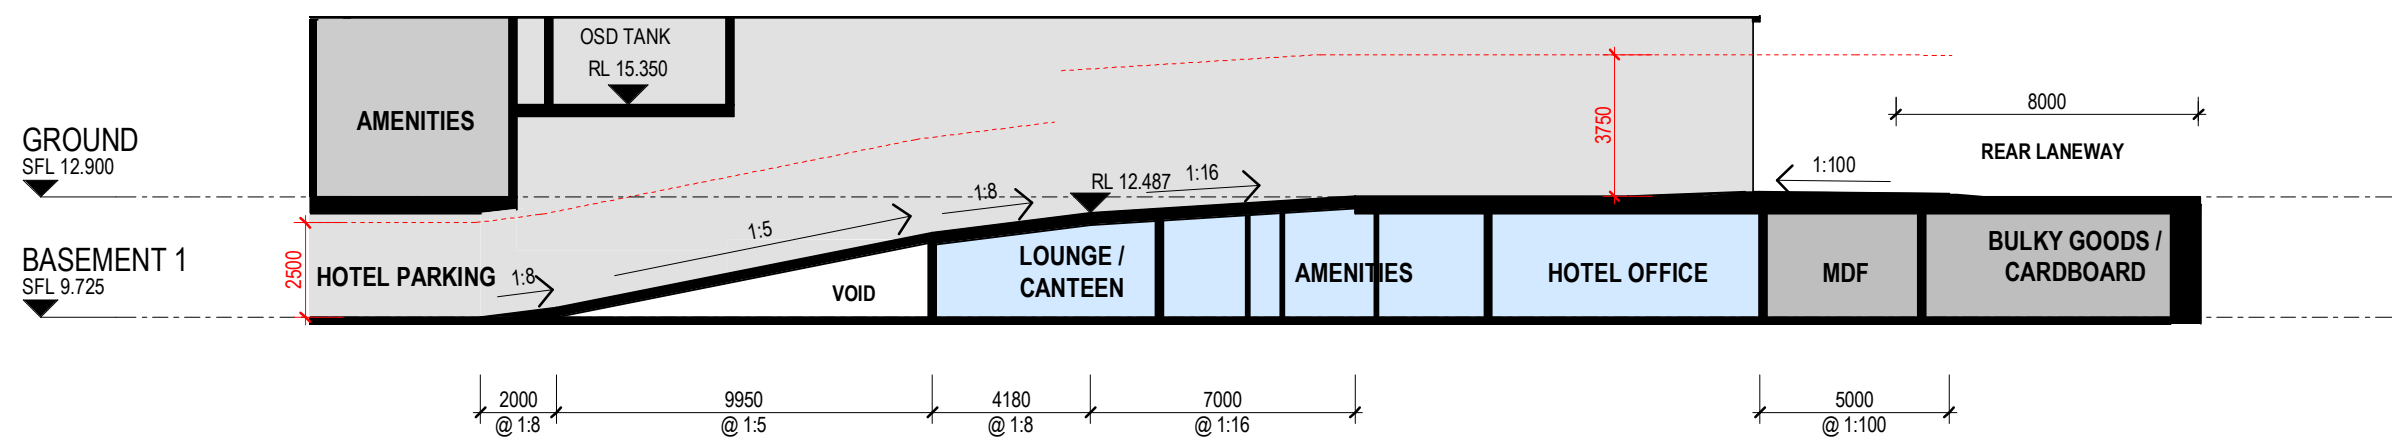 OSD TANK
RL 15.350
AMENITIES
GROUND
SFL 12.900
8000
3750
REAR LANEWAY
1:100
1:16
RL 12.487
1:8
1:5
BASEMENT 1
SFL 9.725
2500
HOTEL PARKING
1:8
VOID
LOUNGE /
CANTEEN
AMENITIES
HOTEL OFFICE
MDF
BULKY GOODS /
CARDBOARD
2000
@ 1:8
9950
@ 1:5
4180
@ 1:8
7000
@ 1:16
5000
@ 1:100